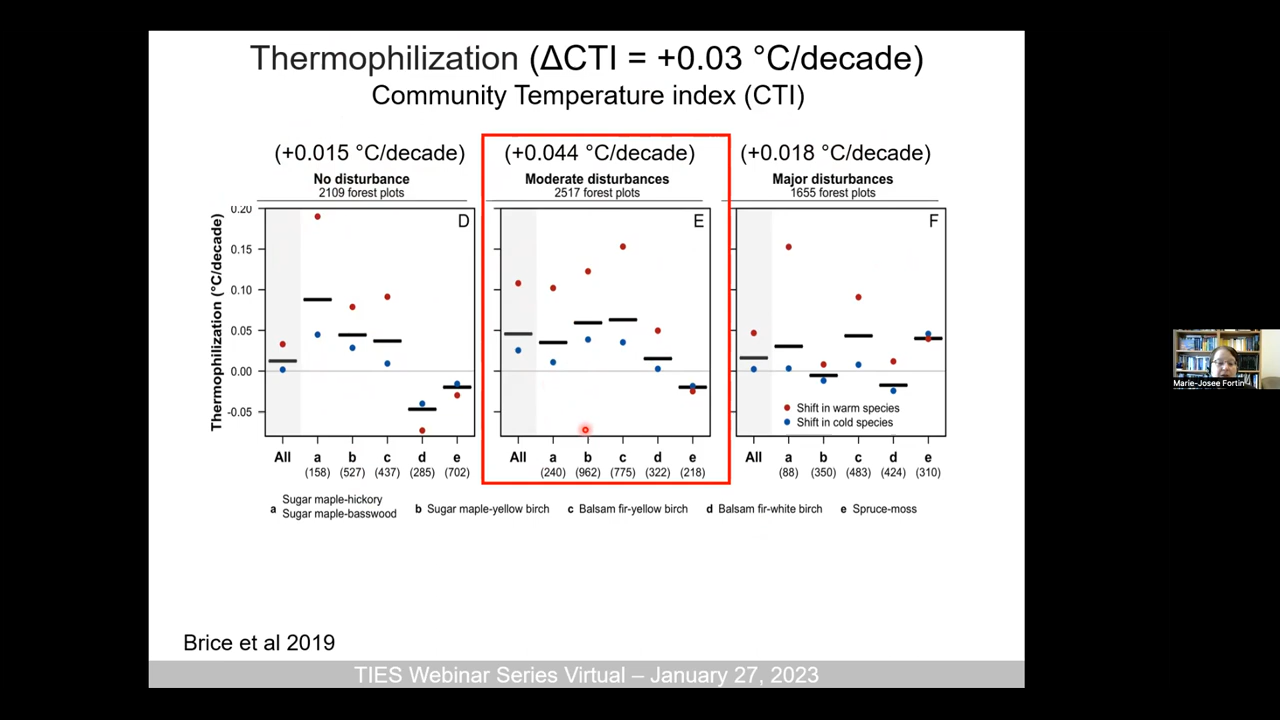 Thermophilization (ΔCTI = +0.03 °C/decade)
Community Temperature index (CTI)
(+0.015 °C/decade)
No disturbance
2109 forest plots
(+0.044 °C/decade)
Moderate disturbances
2517 forest plots
(+0.018 °C/decade)
Major disturbances
1655 forest plots
Thermophilization (°C/decade)
0.20
0.15
0.10
0.05
0.00
-0.05
D
E
F
Shift in warm species
Shift in cold species
All a b c d e
(158) (527) (437) (285) (702)
All a b c d e
(240) (962) (775) (322) (218)
All a b c d e
(88) (350) (483) (424) (310)
a Sugar maple-hickory
Sugar maple-basswood
b Sugar maple-yellow birch
c Balsam fir-yellow birch
d Balsam fir-white birch
e Spruce-moss
Brice et al 2019
TIES Webinar Series Virtual – January 27, 2023
Marie-Josee Fortin